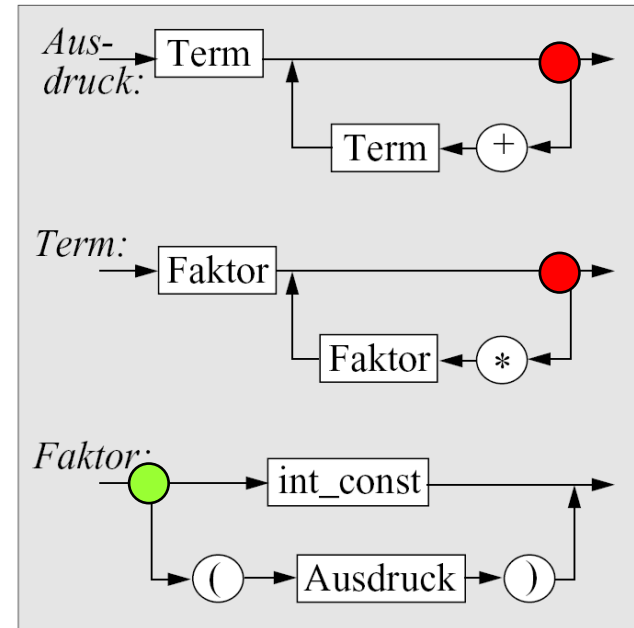 Aus-
druck: Term
Term +
Term: Faktor
Faktor *
Faktor: int_const
( Ausdruck )